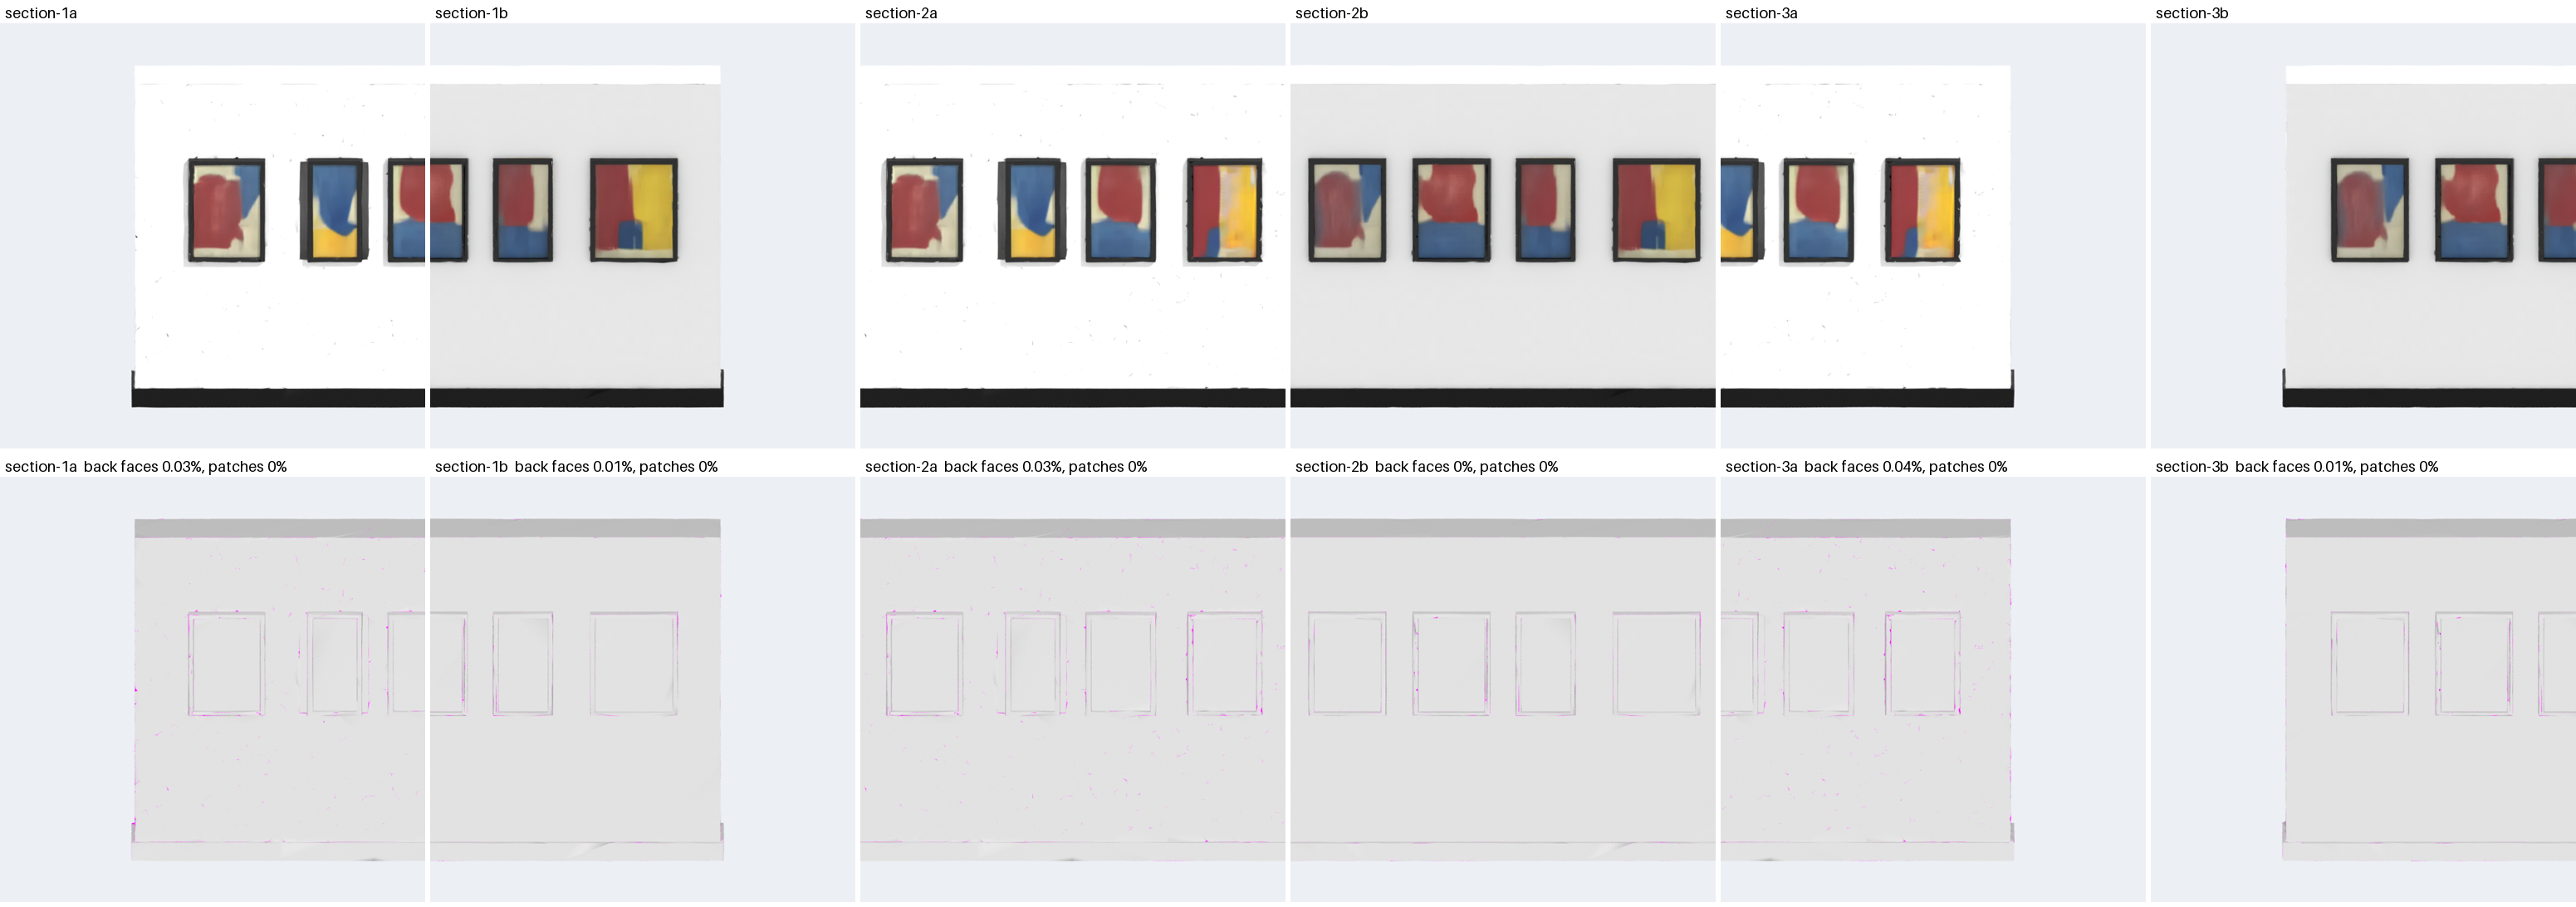 section-1a
section-1b
section-2a
section-2b
section-3a
section-3b
section-1a back faces 0.03%, patches 0%
section-1b back faces 0.01%, patches 0%
section-2a back faces 0.03%, patches 0%
section-2b back faces 0%, patches 0%
section-3a back faces 0.04%, patches 0%
section-3b back faces 0.01%, patches 0%